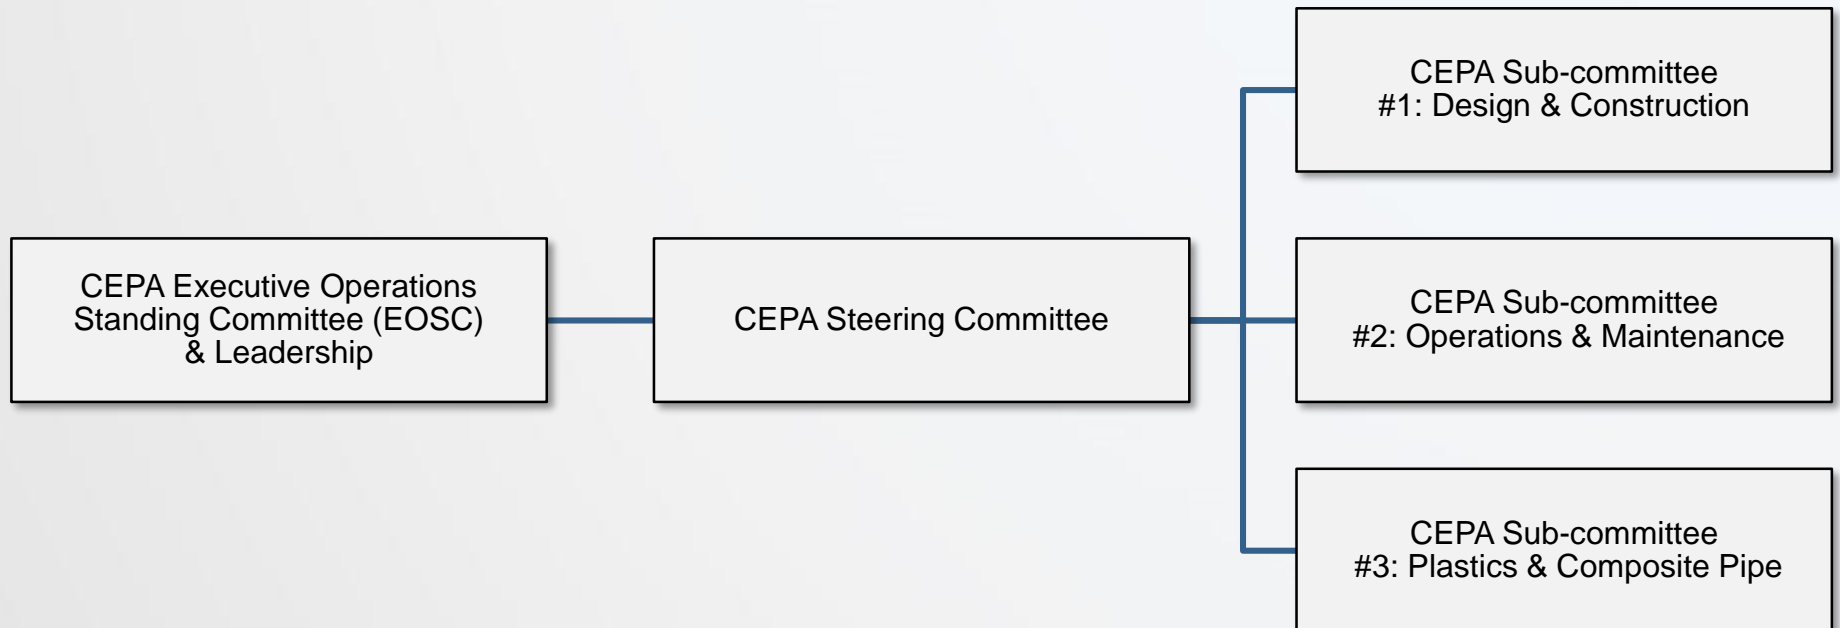 CEPA Executive Operations
Standing Committee (EOSC)
& Leadership
CEPA Steering Committee
CEPA Sub-committee
#1: Design & Construction
CEPA Sub-committee
#2: Operations & Maintenance
CEPA Sub-committee
#3: Plastics & Composite Pipe